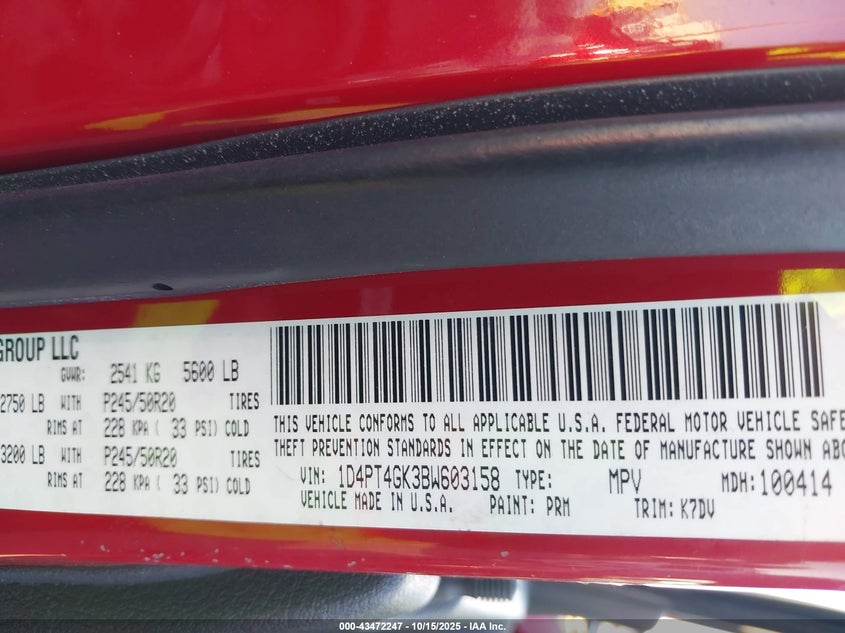 GROUP LLC
GVWR: 2541 KG 5600 LB
2750 LB WITH P245/50R20 TIRES
RIMS AT 228 KPA ( 33 PSI) COLD
3200 LB WITH P245/50R20 TIRES
RIMS AT 228 KPA ( 33 PSI) COLD
THIS VEHICLE CONFORMS TO ALL APPLICABLE U.S.A. FEDERAL MOTOR VEHICLE SAFE
THEFT PREVENTION STANDARDS IN EFFECT ON THE DATE OF MANUFACTURE SHOWN ABO
VIN: 1D4PT4GK3BW603158 TYPE: MPV MDH:100414
VEHICLE MADE IN U.S.A. PAINT: PRM TRIM: K7DV
000-43472247 - 10/15/2025 - IAA Inc.